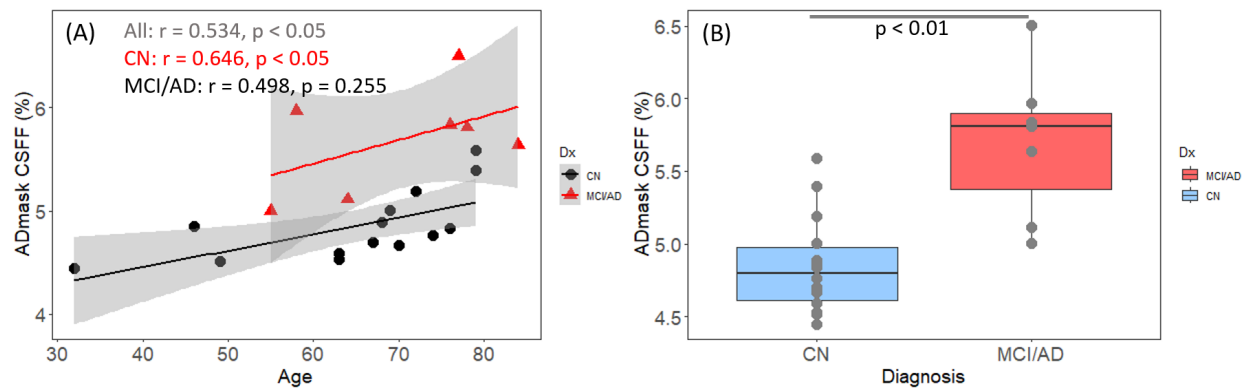 (A)
All: r = 0.534, p < 0.05
CN: r = 0.646, p < 0.05
MCI/AD: r = 0.498, p = 0.255
ADmask CSFF (%)
6
5
4
30 40 50 60 70 80
Age
Dx
CN
MCI/AD
(B)
p < 0.01
ADmask CSFF (%)
6.5
6.0
5.5
5.0
4.5
CN MCI/AD
Diagnosis
Dx
MCI/AD
CN